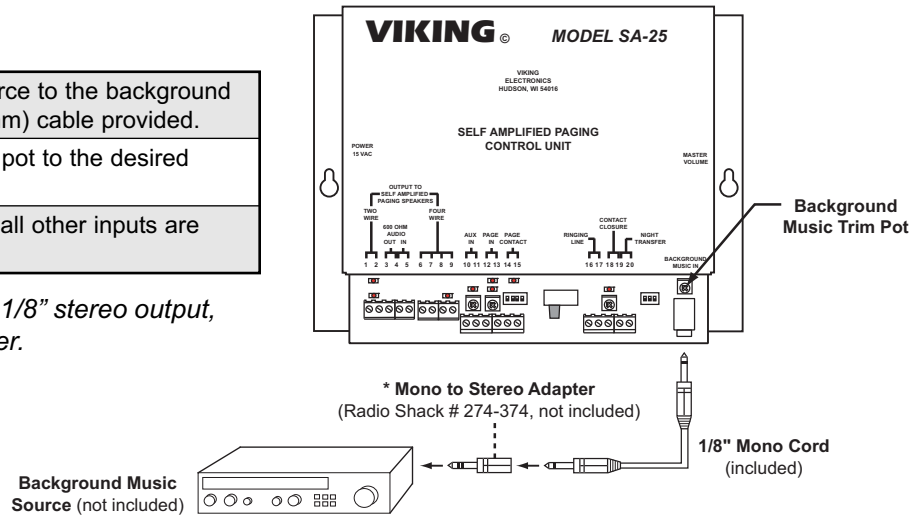 rce to the background
m) cable provided.
pot to the desired
all other inputs are
1/8” stereo output,
er.
VIKING © MODEL SA-25
VIKING
ELECTRONICS
HUDSON, WI 54016
SELF AMPLIFIED PAGING
CONTROL UNIT
POWER
15 VAC
MASTER
VOLUME
OUTPUT TO
SELF AMPLIFIED
PAGING SPEAKERS
TWO
WIRE
FOUR
WIRE
600 OHM
AUDIO
OUT IN
AUX
IN
PAGE
IN
PAGE
CONTACT
RINGING
LINE
CONTACT
CLOSURE
NIGHT
TRANSFER
BACKGROUND
MUSIC IN
1 2 3 4 5 6 7 8 9 10 11 12 13 14 15 16 17 18 19 20
Background
Music Trim Pot
* Mono to Stereo Adapter
(Radio Shack # 274-374, not included)
1/8" Mono Cord
(included)
Background Music
Source (not included)